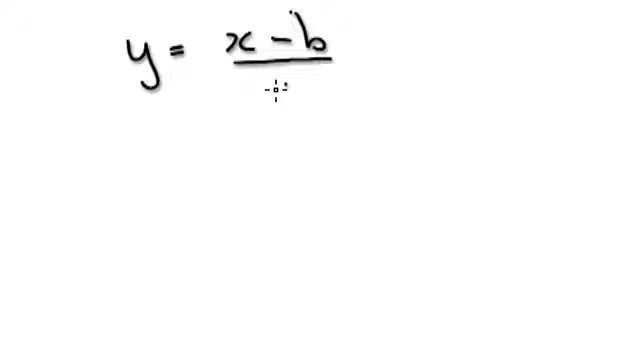 y = x - b